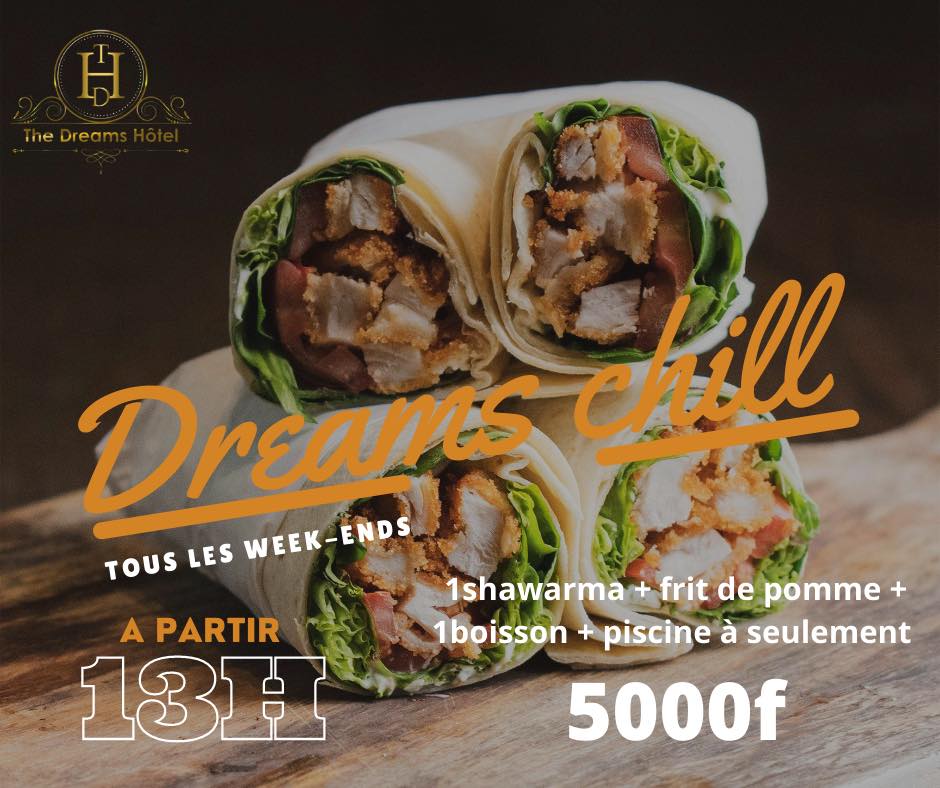 THD
The Dreams Hôtel
Dreams chill
TOUS LES WEEK-ENDS
1shawarma + frit de pomme +
1boisson + piscine à seulement
A PARTIR
13H
5000f